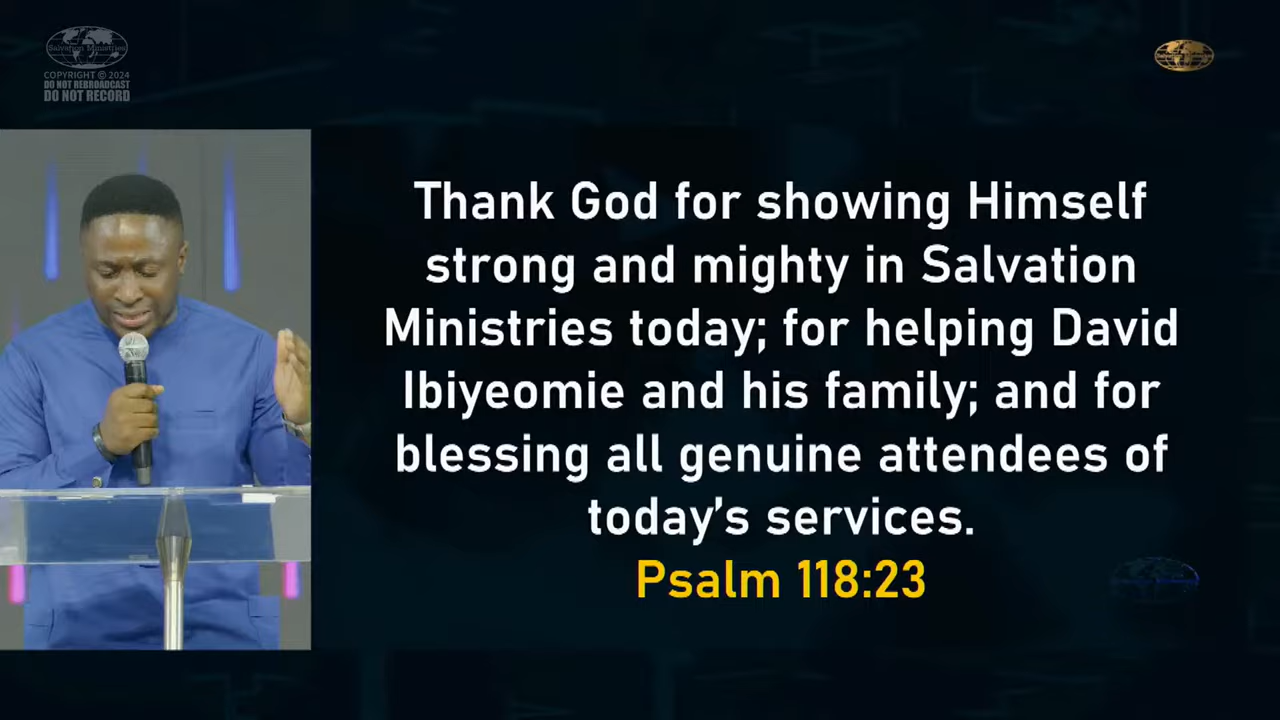 Salvation Ministries
COPYRIGHT © 2024
DO NOT REBROADCAST
DO NOT RECORD
Thank God for showing Himself
strong and mighty in Salvation
Ministries today; for helping David
Ibiyeomie and his family; and for
blessing all genuine attendees of
today’s services.
Psalm 118:23